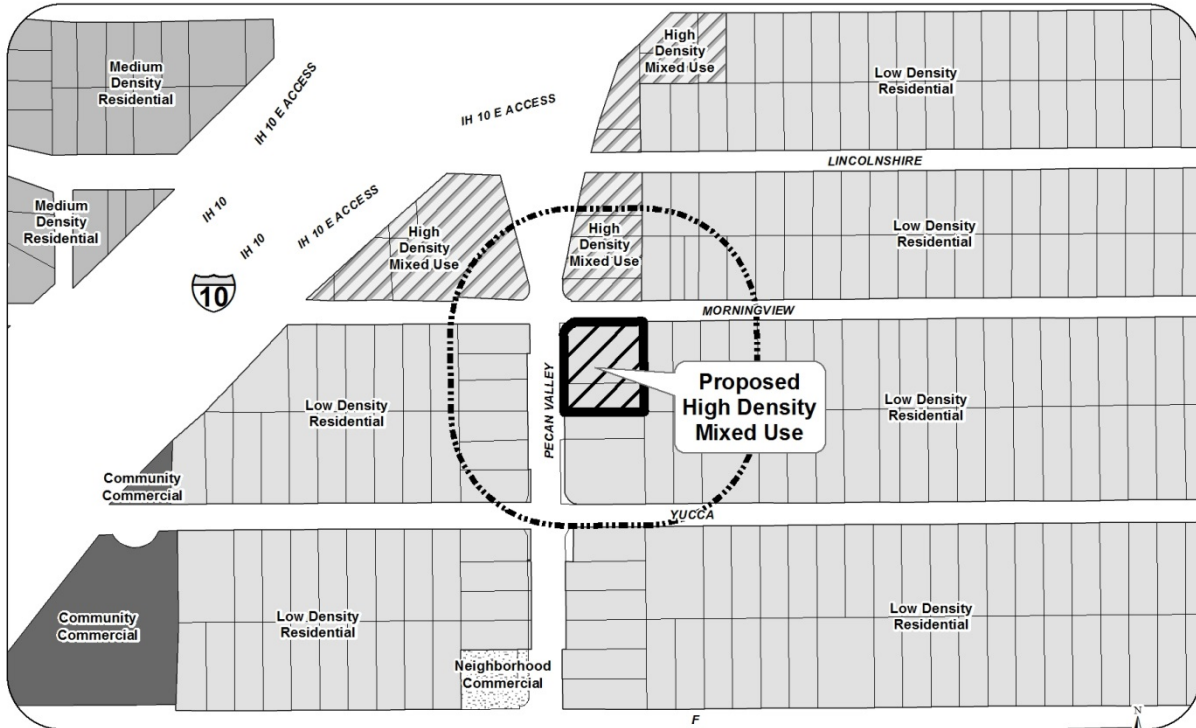 High
Density
Mixed Use
Medium
Density
Residential
Low Density
Residential
IH 10 E ACCESS
IH 10 E ACCESS
LINCOLNSHIRE
Medium
Density
Residential
IH 10
IH 10 E ACCESS
IH 10
High
Density
Mixed Use
High
Density
Mixed Use
Low Density
Residential
10
MORNINGVIEW
PECAN VALLEY
Proposed
High Density
Mixed Use
Low Density
Residential
Low Density
Residential
Community
Commercial
YUCCA
Community
Commercial
Low Density
Residential
Low Density
Residential
Neighborhood
Commercial
F
N